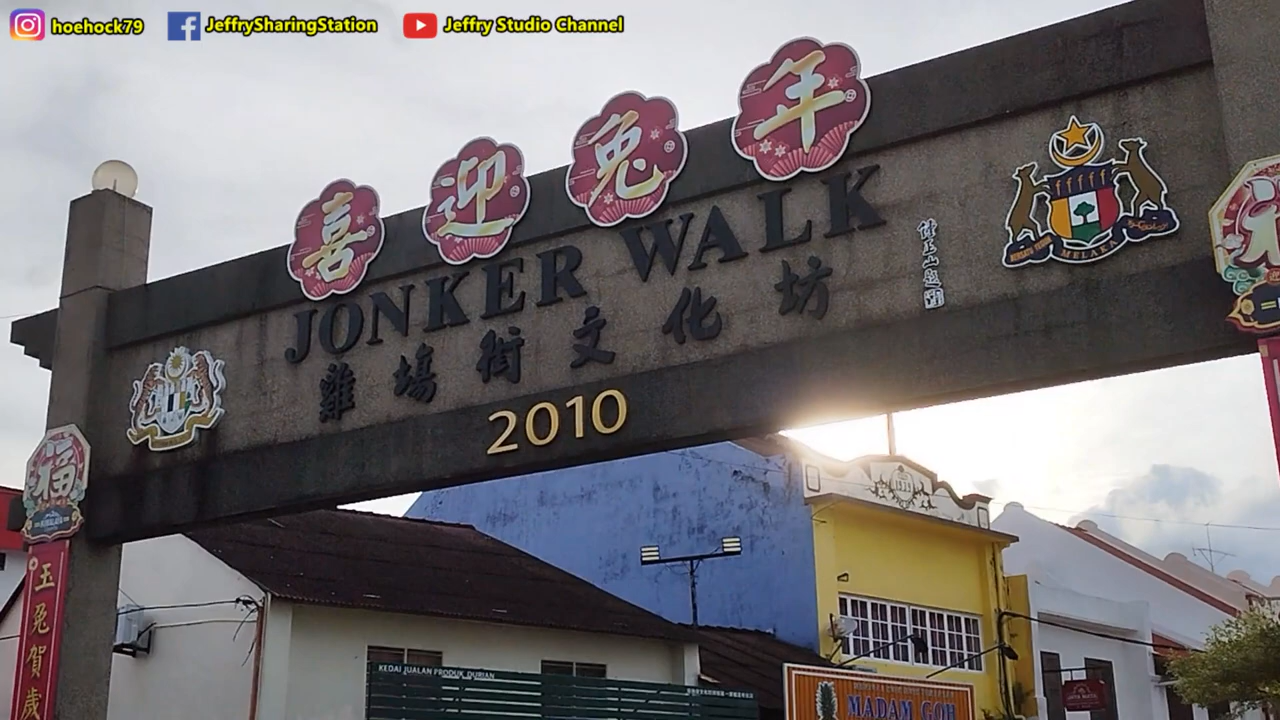 hoehock79
JeffrySharingStation
Jeffry Studio Channel
喜迎兔年
JONKER WALK
雞場街文化坊
2010
MELAKA
福
玉兔賀歲
KEDAI JUALAN PRODUK DURIAN
1939
MADAM GOH